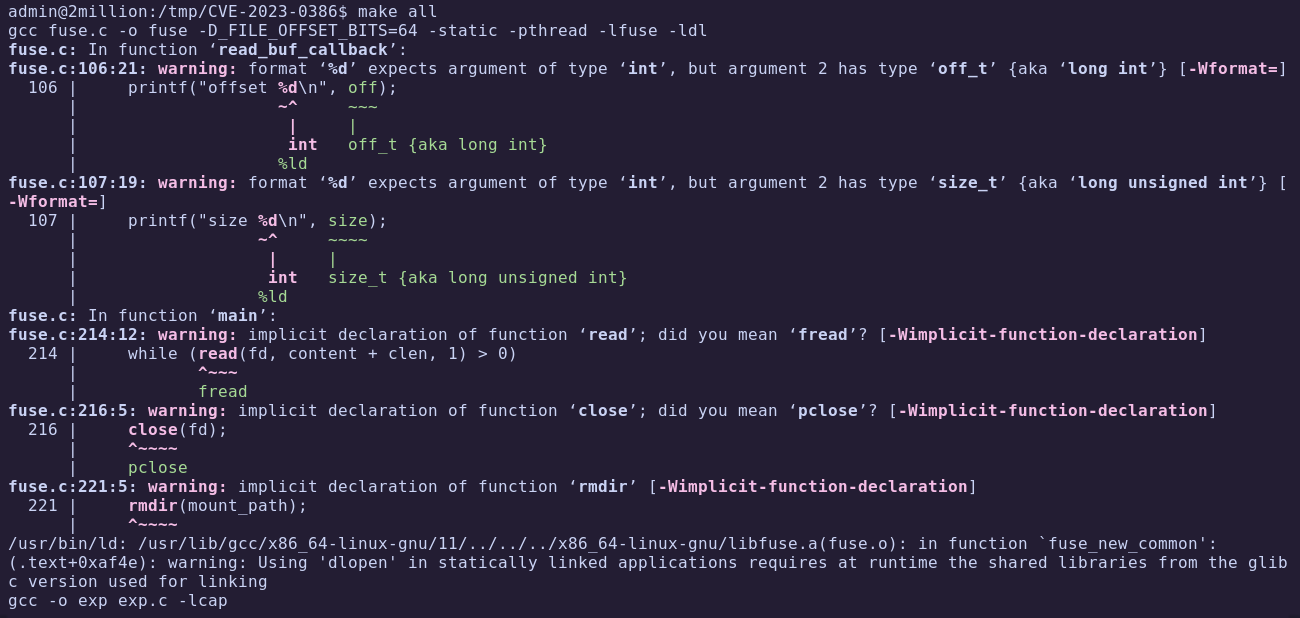 admin@2million:/tmp/CVE-2023-0386$ make all
gcc fuse.c -o fuse -D_FILE_OFFSET_BITS=64 -static -pthread -lfuse -ldl
fuse.c: In function ‘read_buf_callback’:
fuse.c:106:21: warning: format ‘%d’ expects argument of type ‘int’, but argument 2 has type ‘off_t’ {aka ‘long int’} [-Wformat=]
  106 |     printf("offset %d\n", off);
      |                    ~^     ~~~
      |                     |     |
      |                     int   off_t {aka long int}
      |                    %ld
fuse.c:107:19: warning: format ‘%d’ expects argument of type ‘int’, but argument 2 has type ‘size_t’ {aka ‘long unsigned int’} [
-Wformat=]
  107 |     printf("size %d\n", size);
      |                  ~^     ~~~~
      |                   |     |
      |                   int   size_t {aka long unsigned int}
      |                  %ld
fuse.c: In function ‘main’:
fuse.c:214:12: warning: implicit declaration of function ‘read’; did you mean ‘fread’? [-Wimplicit-function-declaration]
  214 |     while (read(fd, content + clen, 1) > 0)
      |            ^~~~
      |            fread
fuse.c:216:5: warning: implicit declaration of function ‘close’; did you mean ‘pclose’? [-Wimplicit-function-declaration]
  216 |     close(fd);
      |     ^~~~~
      |     pclose
fuse.c:221:5: warning: implicit declaration of function ‘rmdir’ [-Wimplicit-function-declaration]
  221 |     rmdir(mount_path);
      |     ^~~~~
/usr/bin/ld: /usr/lib/gcc/x86_64-linux-gnu/11/../../../x86_64-linux-gnu/libfuse.a(fuse.o): in function `fuse_new_common':
(.text+0xaf4e): warning: Using 'dlopen' in statically linked applications requires at runtime the shared libraries from the glib
c version used for linking
gcc -o exp exp.c -lcap